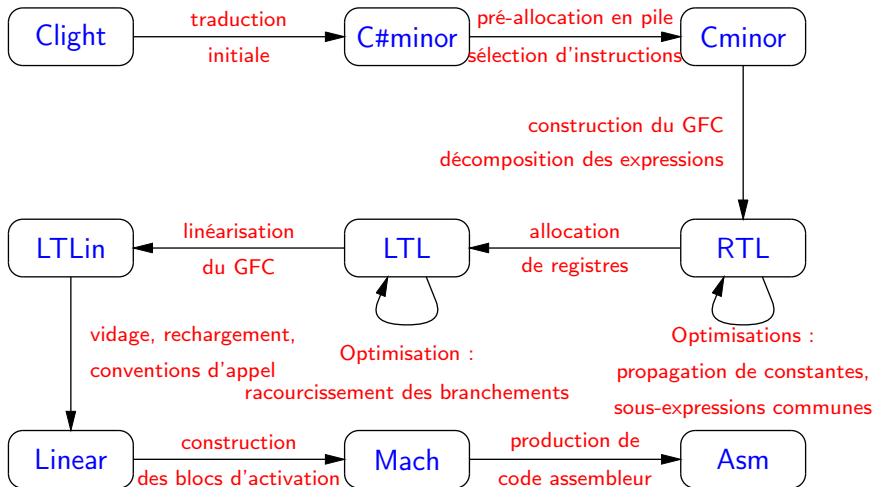 Clight
traduction
initiale
C#minor
pré-allocation en pile
sélection d'instructions
Cminor
construction du GFC
décomposition des expressions
LTLin
linéarisation
du GFC
LTL
allocation
de registres
RTL
vidage, rechargement,
conventions d'appel
Optimisation :
racourcissement des branchements
Optimisations :
propagation de constantes,
sous-expressions communes
Linear
construction
des blocs d'activation
Mach
production de
code assembleur
Asm